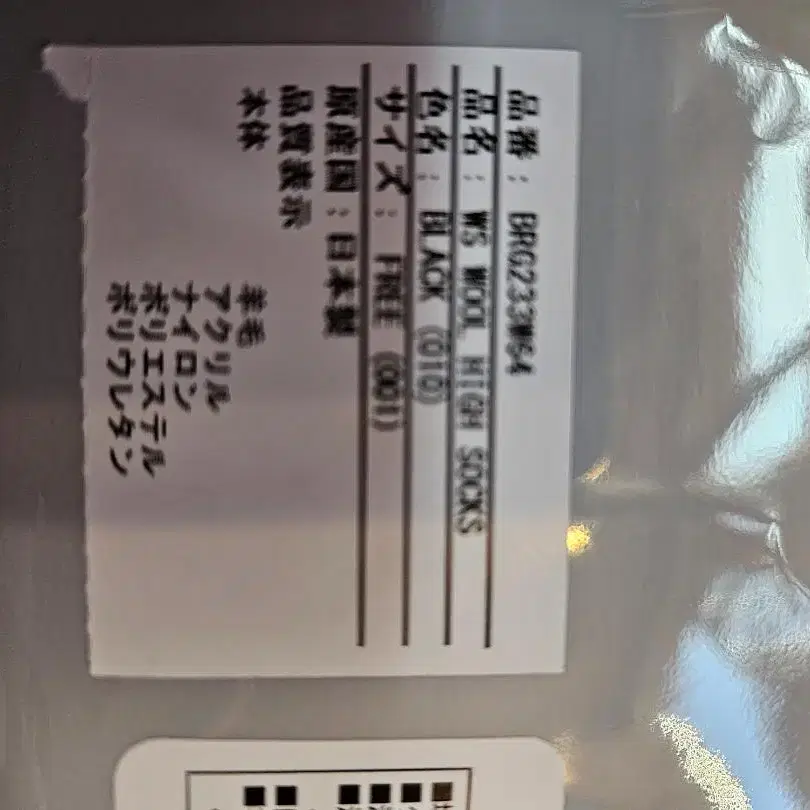 品番: BRG233W64
品名: WS WOOL HIGH SOCKS
色名: BLACK (010)
サイズ: FREE (001)
原産国:日本製
品質表示
本体
羊毛
アクリル
ナイロン
ポリエステル
ポリウレタン